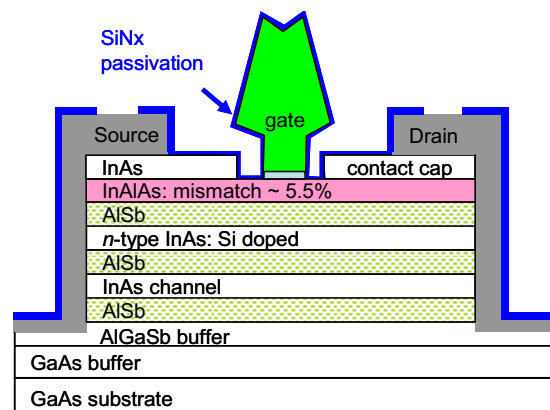 SiNx
passivation
gate
Source
Drain
InAs
contact cap
InAlAs: mismatch ~ 5.5%
AlSb
n-type InAs: Si doped
AlSb
InAs channel
AlSb
AlGaSb buffer
GaAs buffer
GaAs substrate